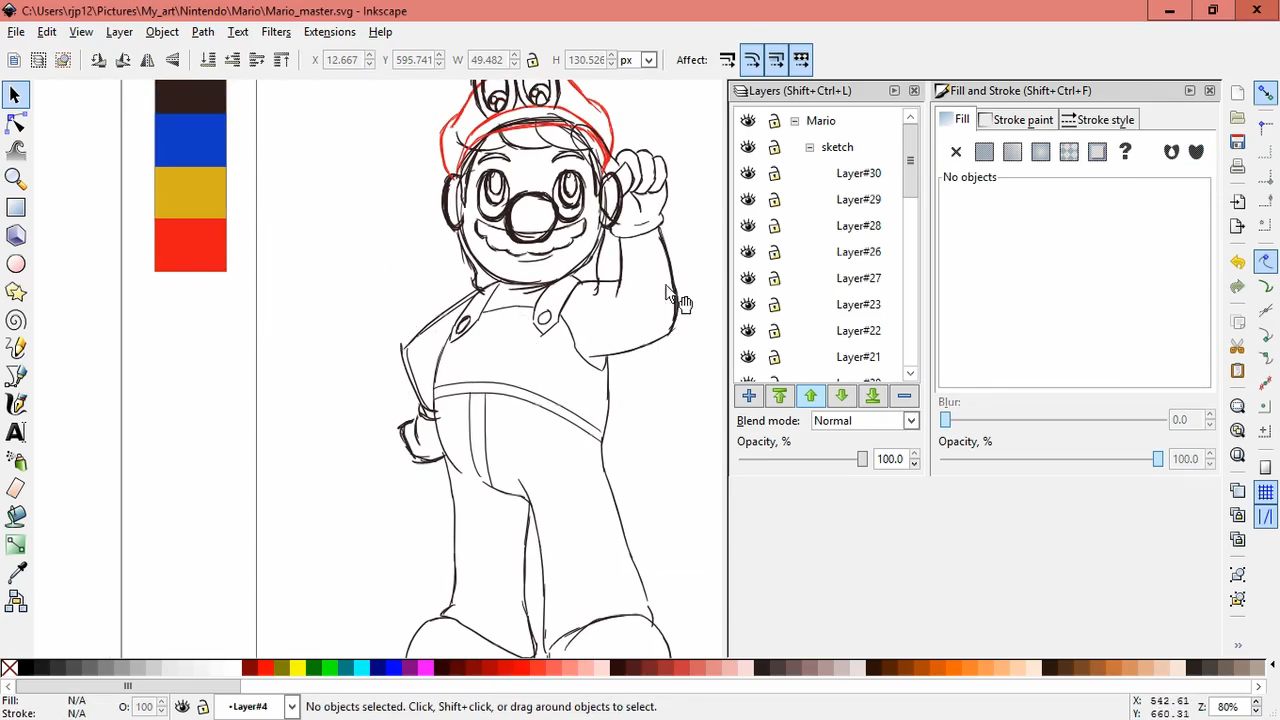 C:\Users\rjp12\Pictures\My_art\Nintendo\Mario\Mario_master.svg - Inkscape
File Edit View Layer Object Path Text Filters Extensions Help
X 12.667 Y 595.741 W 49.482 H 130.526 px Affect:
Layers (Shift+Ctrl+L) Fill and Stroke (Shift+Ctrl+F)
Mario
sketch
Layer#30
Layer#29
Layer#28
Layer#26
Layer#27
Layer#23
Layer#22
Layer#21
Fill Stroke paint Stroke style
No objects
Blend mode: Normal
Opacity, % 100.0
Blur: 0.0
Opacity, % 100.0
Fill: N/A
Stroke: N/A
O: 100
•Layer#4
No objects selected. Click, Shift+click, or drag around objects to select.
X: 542.61
Y: 660.31
Z: 80%